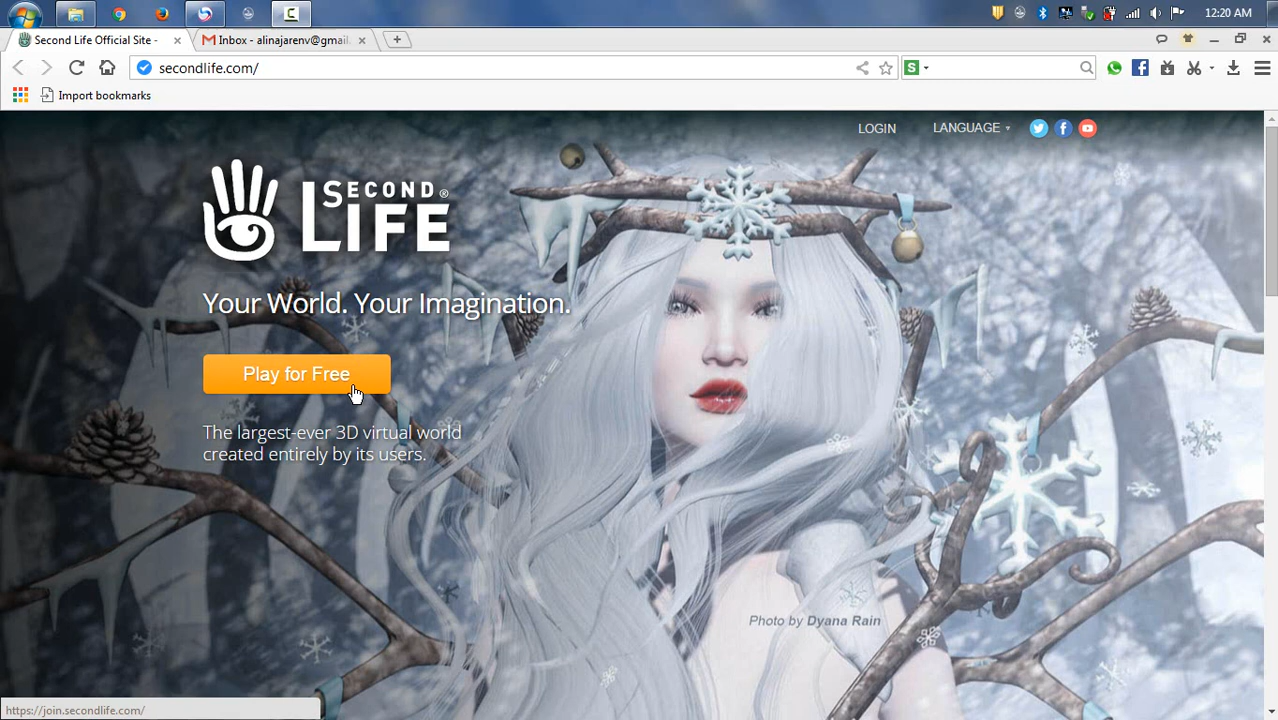 12:20 AM
Second Life Official Site -
Inbox - alinajarenv@gmail.
secondlife.com/
S
Import bookmarks
LOGIN
LANGUAGE
SECOND®
LIFE
Your World. Your Imagination.
Play for Free
The largest-ever 3D virtual world
created entirely by its users.
Photo by Dyana Rain
https://join.secondlife.com/